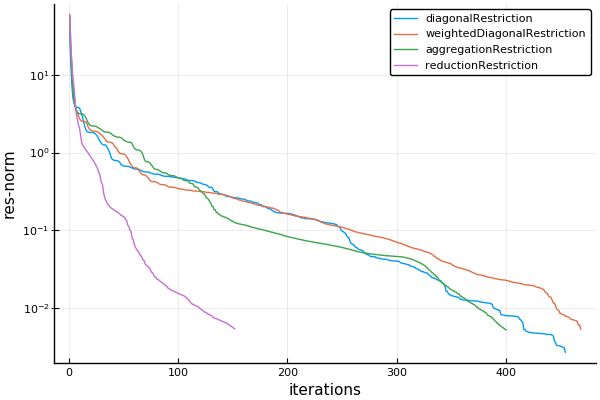 diagonalRestriction
weightedDiagonalRestriction
aggregationRestriction
reductionRestriction
10¹
10⁰
10⁻¹
10⁻²
res-norm
0 100 200 300 400
iterations